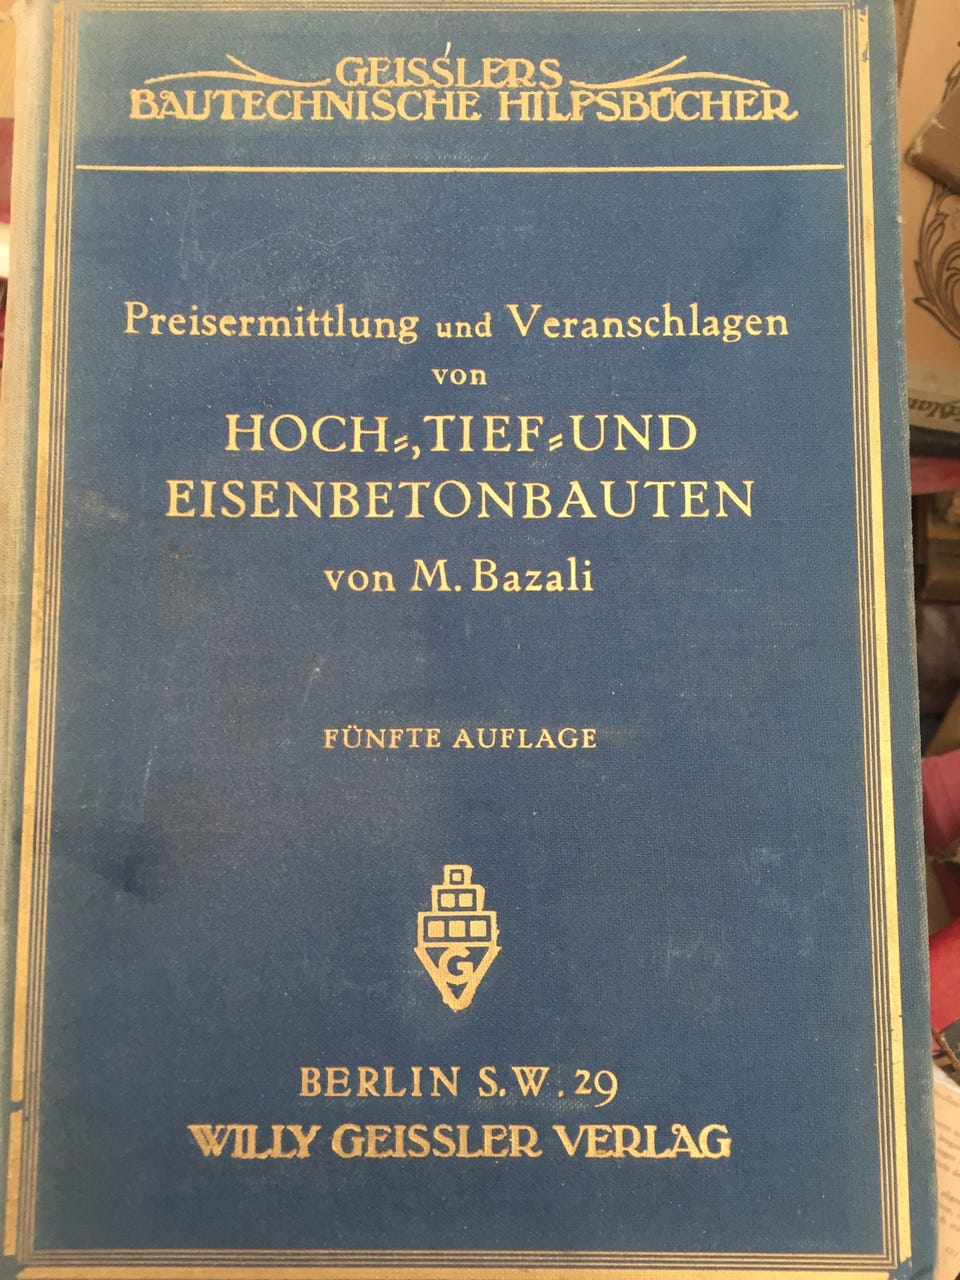 GEISSLERS
BAUTECHNISCHE HILFSBÜCHER
Preisermittlung und Veranschlagen
von
HOCH⸗, TIEF⸗ UND
EISENBETONBAUTEN
von M. Bazali
FÜNFTE AUFLAGE
G
BERLIN S.W. 29
WILLY GEISSLER VERLAG